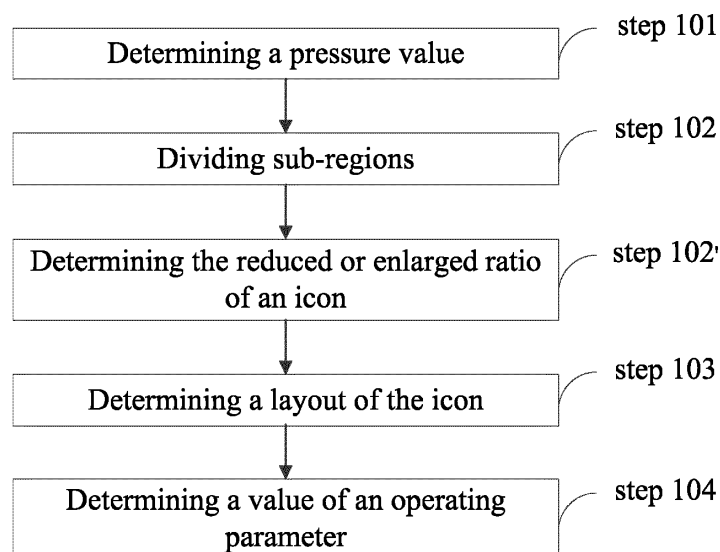 step 101
Determining a pressure value
step 102
Dividing sub-regions
step 102'
Determining the reduced or enlarged ratio
of an icon
step 103
Determining a layout of the icon
step 104
Determining a value of an operating
parameter